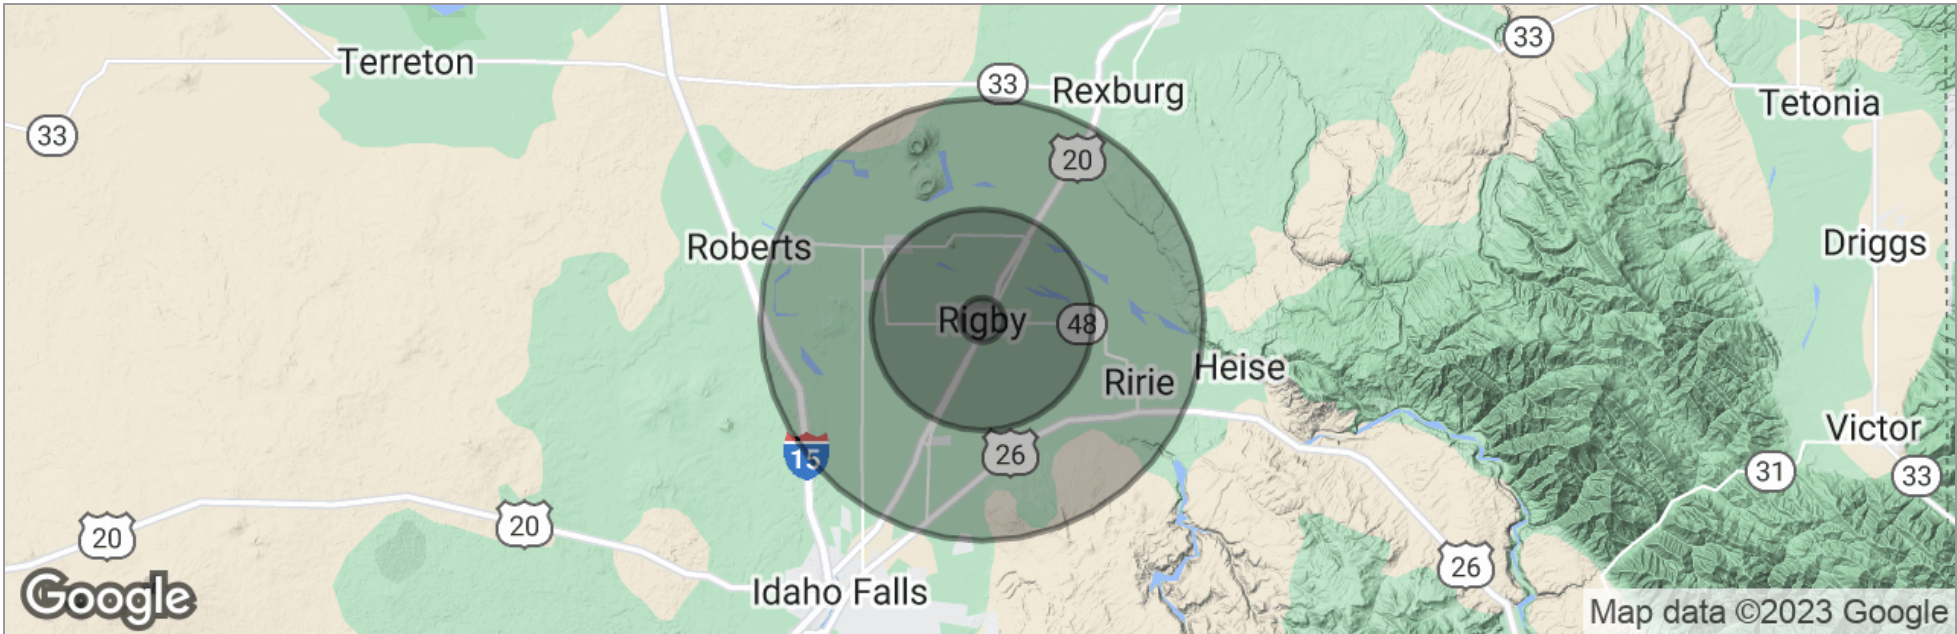 33
Terreton
33
Rexburg
Tetonia
33
20
Roberts
Driggs
Rigby
48
Heise
Ririe
Victor
15
26
31
33
20
20
26
Idaho Falls
Google
Map data ©2023 Google